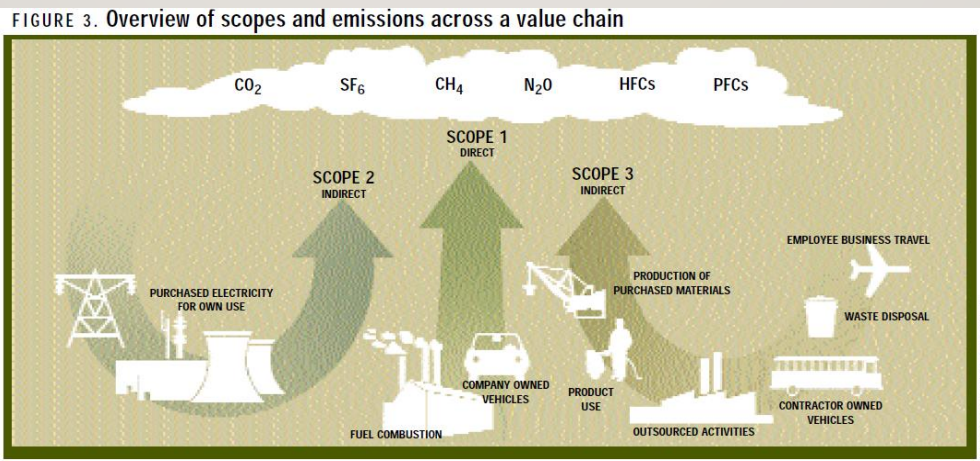 FIGURE 3. Overview of scopes and emissions across a value chain
CO₂ SF₆ CH₄ N₂O HFCs PFCs
SCOPE 1
DIRECT
SCOPE 2
INDIRECT
SCOPE 3
INDIRECT
PURCHASED ELECTRICITY
FOR OWN USE
FUEL COMBUSTION
COMPANY OWNED
VEHICLES
PRODUCTION OF
PURCHASED MATERIALS
PRODUCT
USE
OUTSOURCED ACTIVITIES
EMPLOYEE BUSINESS TRAVEL
WASTE DISPOSAL
CONTRACTOR OWNED
VEHICLES